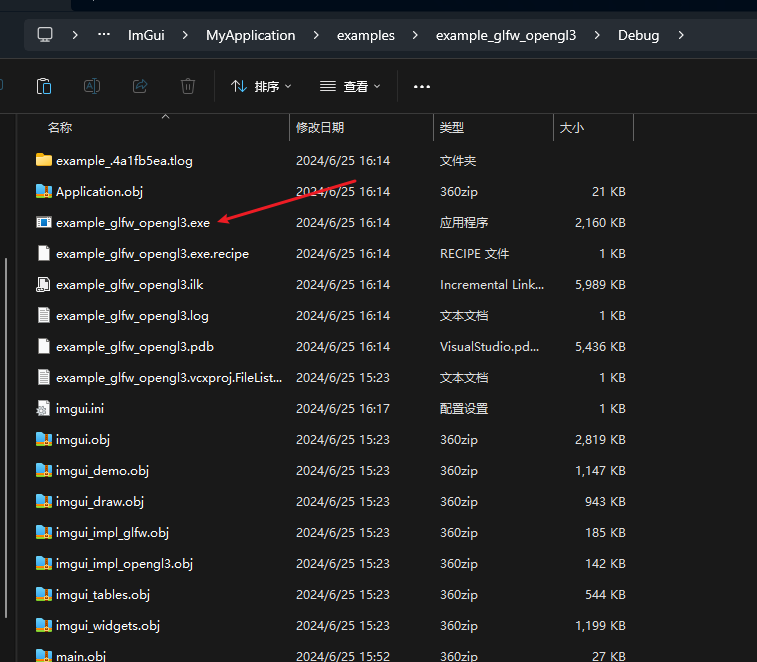 ImGui MyApplication examples example_glfw_opengl3 Debug
排序 查看
名称 修改日期 类型 大小
example_.4a1fb5ea.tlog 2024/6/25 16:14 文件夹
Application.obj 2024/6/25 16:14 360zip 21 KB
example_glfw_opengl3.exe 2024/6/25 16:14 应用程序 2,160 KB
example_glfw_opengl3.exe.recipe 2024/6/25 16:14 RECIPE 文件 1 KB
example_glfw_opengl3.ilk 2024/6/25 16:14 Incremental Link... 5,989 KB
example_glfw_opengl3.log 2024/6/25 16:14 文本文档 1 KB
example_glfw_opengl3.pdb 2024/6/25 16:14 VisualStudio.pd... 5,436 KB
example_glfw_opengl3.vcxproj.FileList... 2024/6/25 15:23 文本文档 1 KB
imgui.ini 2024/6/25 16:17 配置设置 1 KB
imgui.obj 2024/6/25 15:23 360zip 2,819 KB
imgui_demo.obj 2024/6/25 15:23 360zip 1,147 KB
imgui_draw.obj 2024/6/25 15:23 360zip 943 KB
imgui_impl_glfw.obj 2024/6/25 15:23 360zip 185 KB
imgui_impl_opengl3.obj 2024/6/25 15:23 360zip 142 KB
imgui_tables.obj 2024/6/25 15:23 360zip 544 KB
imgui_widgets.obj 2024/6/25 15:23 360zip 1,199 KB
main.obj 2024/6/25 15:52 360zip 27 KB